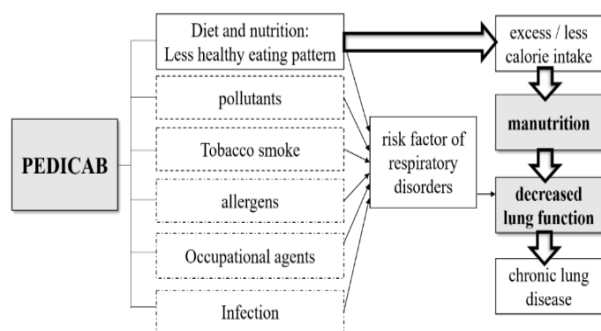 PEDICAB
Diet and nutrition:
Less healthy eating pattern
pollutants
Tobacco smoke
allergens
Occupational agents
Infection
risk factor of
respiratory
disorders
excess / less
calorie intake
manutrition
decreased
lung function
chronic lung
disease